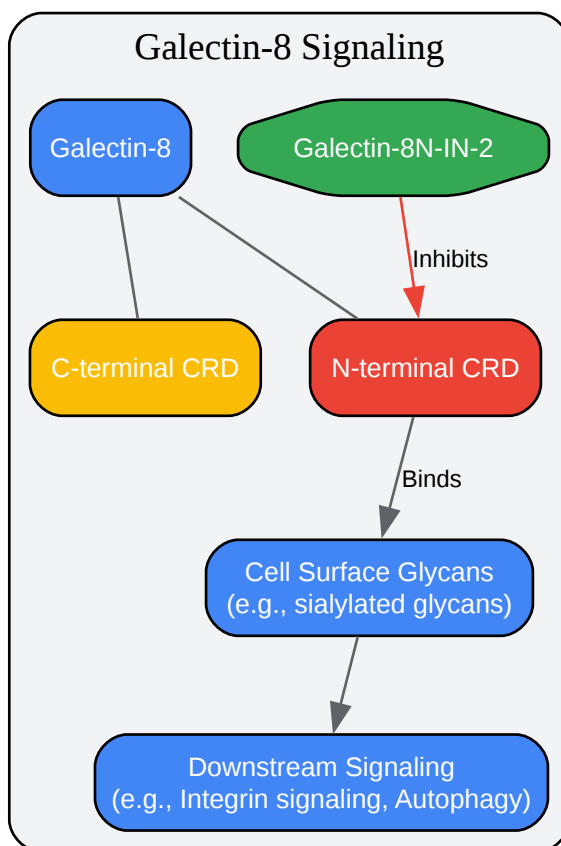 Galectin-8 Signaling
Galectin-8
Galectin-8N-IN-2
Inhibits
C-terminal CRD
N-terminal CRD
Binds
Cell Surface Glycans
(e.g., sialylated glycans)
Downstream Signaling
(e.g., Integrin signaling, Autophagy)